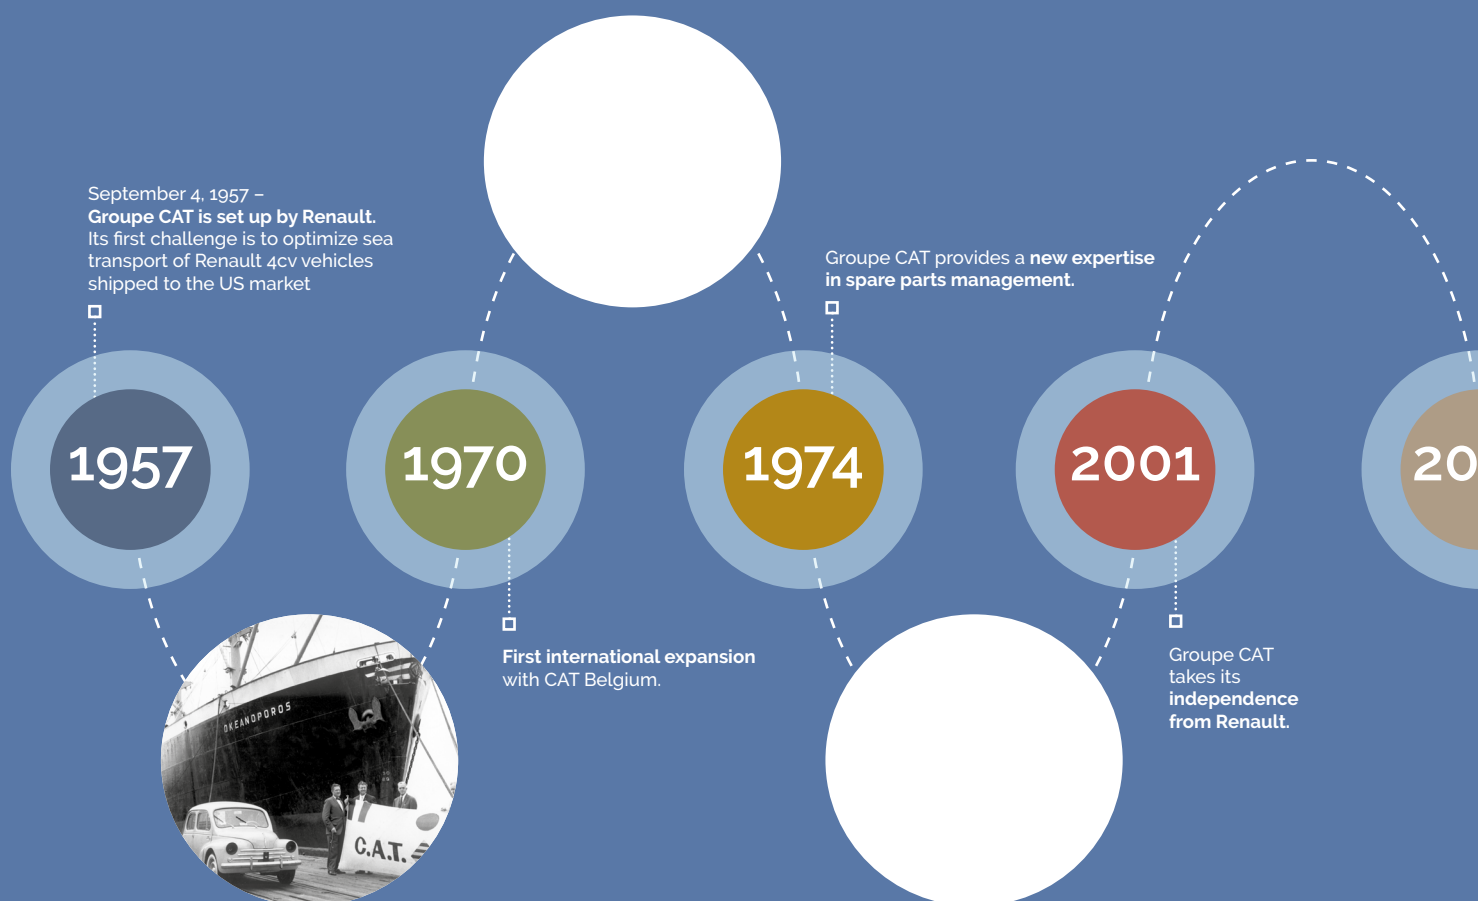 September 4, 1957 –
Groupe CAT is set up by Renault.
Its first challenge is to optimize sea
transport of Renault 4cv vehicles
shipped to the US market
Groupe CAT provides a new expertise
in spare parts management.
1957
1970
1974
2001
20
First international expansion
with CAT Belgium.
Groupe CAT
takes its
independence
from Renault.
OKEANOPOROS
C.A.T.